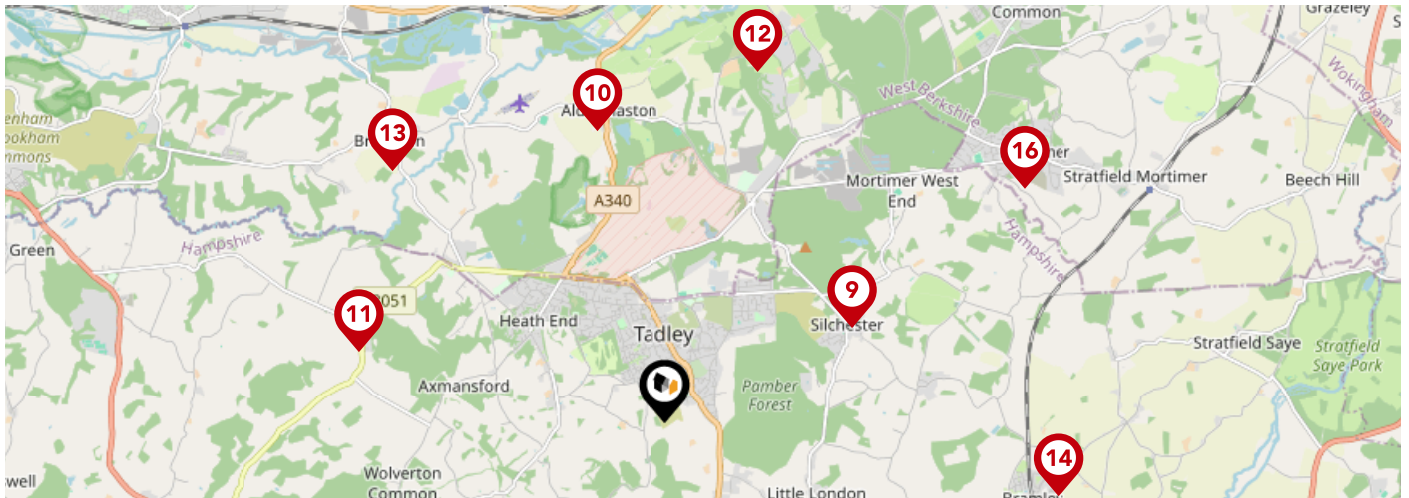 Common
Grazeley
S
12
10
Wokingham
West Berkshire
13
16
Stratfield Mortimer
Mortimer West
End
Beech Hill
A340
Green
Hampshire
Hampshire
9
11
Heath End
Tadley
Silchester
Stratfield Saye
Stratfield
Saye Park
Axmansford
Pamber
Forest
14
Wolverton
Common
Little London